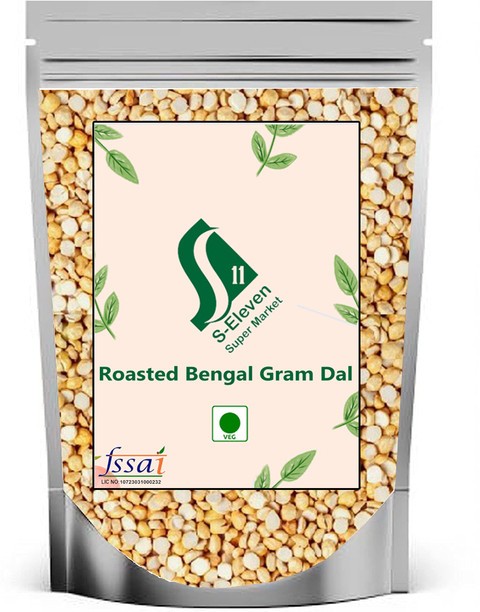 11
S-Eleven
Super Market
Roasted Bengal Gram Dal
VEG
fssai
LIC NO 10723031000232